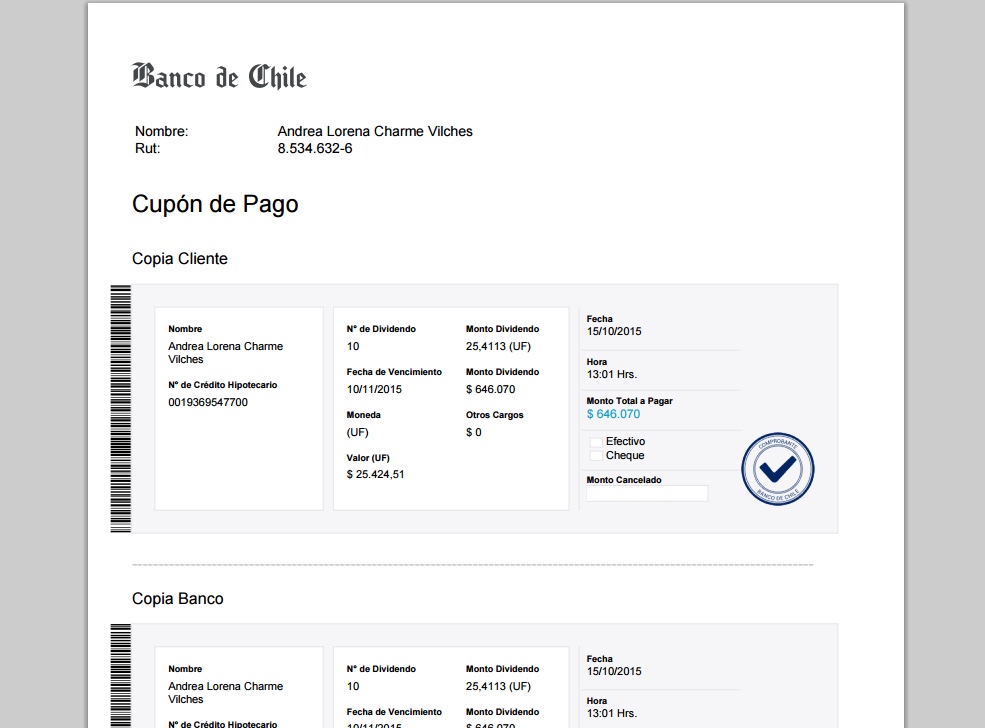 Banco de Chile
Nombre: Andrea Lorena Charme Vilches
Rut: 8.534.632-6
Cupón de Pago
Copia Cliente
Nombre
Andrea Lorena Charme
Vilches
Nº de Crédito Hipotecario
0019369547700
Nº de Dividendo Monto Dividendo
10 25,4113 (UF)
Fecha de Vencimiento Monto Dividendo
10/11/2015 $ 646.070
Moneda Otros Cargos
(UF) $ 0
Valor (UF)
$ 25.424,51
Fecha
15/10/2015
Hora
13:01 Hrs.
Monto Total a Pagar
$ 646.070
Efectivo
Cheque
Monto Cancelado
COMPROBANTE
BANCO DE CHILE
Copia Banco
Nombre
Andrea Lorena Charme
Vilches
Nº de Crédito Hipotecario
Nº de Dividendo Monto Dividendo
10 25,4113 (UF)
Fecha de Vencimiento Monto Dividendo
10/11/2015 $ 646.070
Fecha
15/10/2015
Hora
13:01 Hrs.